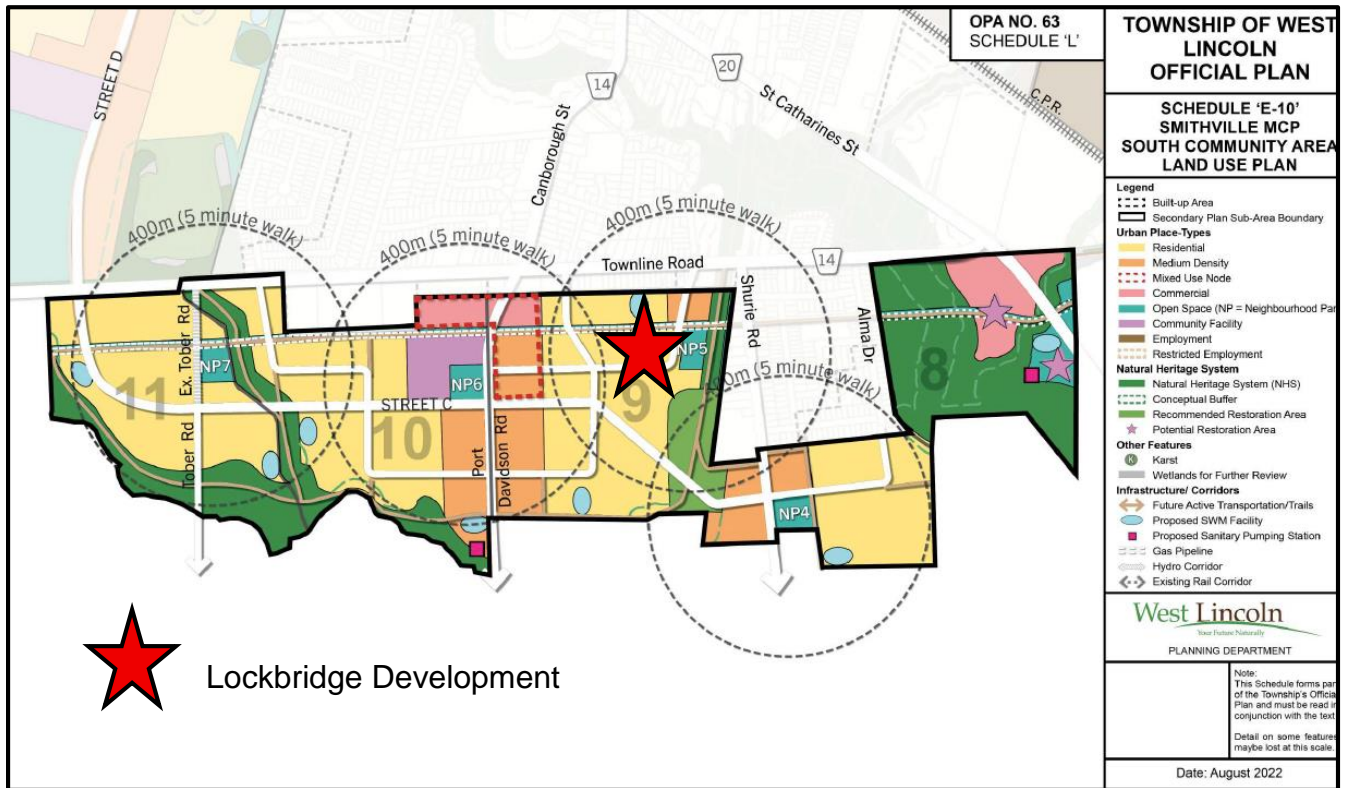 OPA NO. 63
SCHEDULE 'L'
TOWNSHIP OF WEST
LINCOLN
OFFICIAL PLAN
SCHEDULE 'E-10'
SMITHVILLE MCP
SOUTH COMMUNITY AREA
LAND USE PLAN
Legend
Built-up Area
Secondary Plan Sub-Area Boundary
Urban Place-Types
Residential
Medium Density
Mixed Use Node
Commercial
Open Space (NP = Neighbourhood Par
Community Facility
Employment
Restricted Employment
Natural Heritage System
Natural Heritage System (NHS)
Conceptual Buffer
Recommended Restoration Area
Potential Restoration Area
Other Features
K
Karst
Wetlands for Further Review
Infrastructure/ Corridors
Future Active Transportation/Trails
Proposed SWM Facility
Proposed Sanitary Pumping Station
Gas Pipeline
Hydro Corridor
Existing Rail Corridor
West Lincoln
Your Future Naturally
PLANNING DEPARTMENT
Note:
This Schedule forms par
of the Township's Officia
Plan and must be read in
conjunction with the text
Detail on some features
maybe lost at this scale.
Date: August 2022
STREET D
14
20
Canborough St
St Catharines St
C.P.R.
400m (5 minute walk)
400m (5 minute walk)
400m (5 minute walk)
Townline Road
14
Shurie Rd
Alma Dr
Ex. Tober Rd
NP7
NP6
NP5
8
11
STREET C
9
10
Tober Rd
Port
Davidson Rd
400m (5 minute walk)
NP4
Lockbridge Development